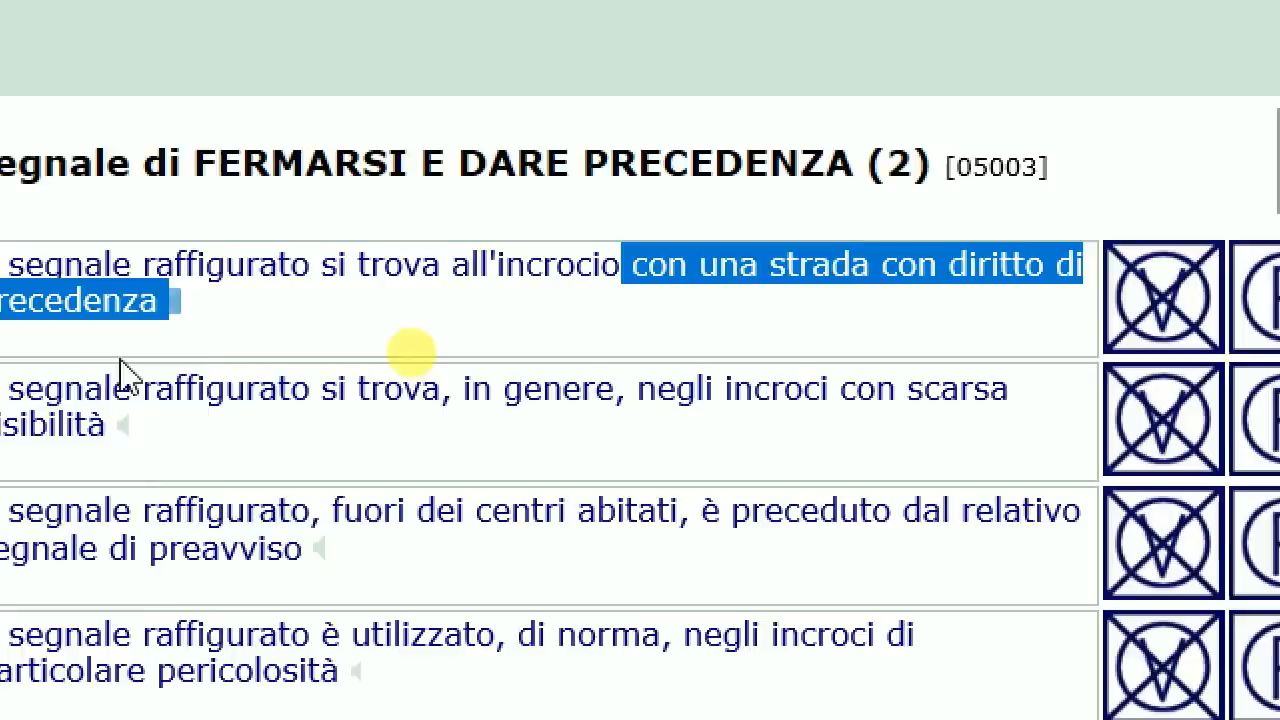 egnale di FERMARSI E DARE PRECEDENZA (2) [05003]
segnale raffigurato si trova all'incrocio con una strada con diritto di
recedenza
segnale raffigurato si trova, in genere, negli incroci con scarsa
isibilità
segnale raffigurato, fuori dei centri abitati, è preceduto dal relativo
egnale di preavviso
segnale raffigurato è utilizzato, di norma, negli incroci di
articolare pericolosità
V
V
V
V